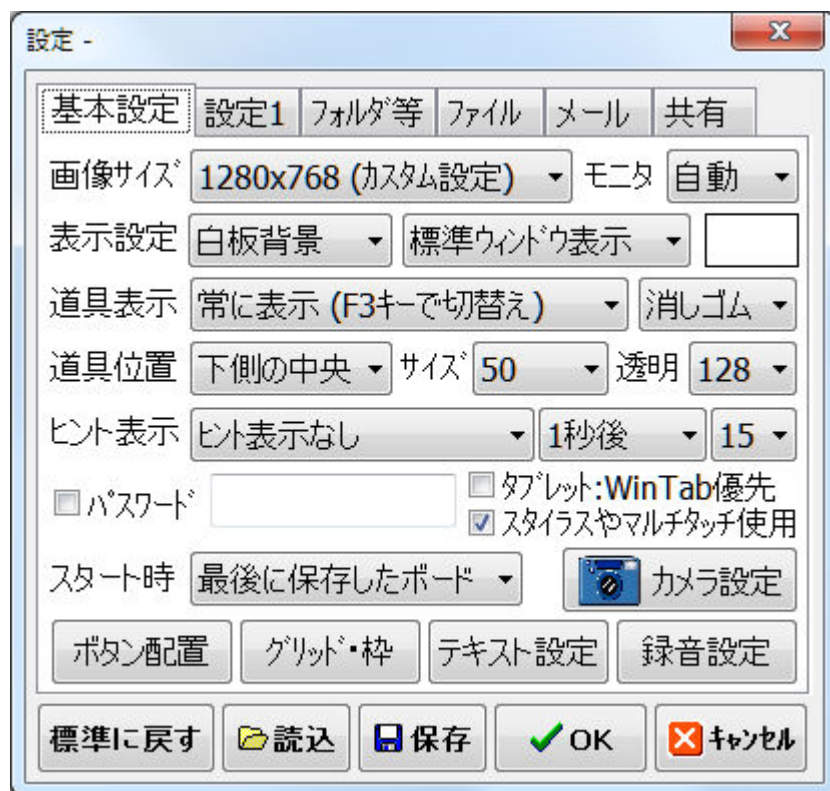 設定 -
基本設定 設定1 フォルダ等 ファイル メール 共有
画像サイズ 1280x768 (カスタム設定) モニタ 自動
表示設定 白板背景 標準ウィンドウ表示
道具表示 常に表示 (F3キーで切替え) 消しゴム
道具位置 下側の中央 サイズ 50 透明 128
ヒント表示 ヒント表示なし 1秒後 15
パスワード タブレット:WinTab優先
スタイラスやマルチタッチ使用
スタート時 最後に保存したボード カメラ設定
ボタン配置 グリッド・枠 テキスト設定 録音設定
標準に戻す 読込 保存 OK キャンセル